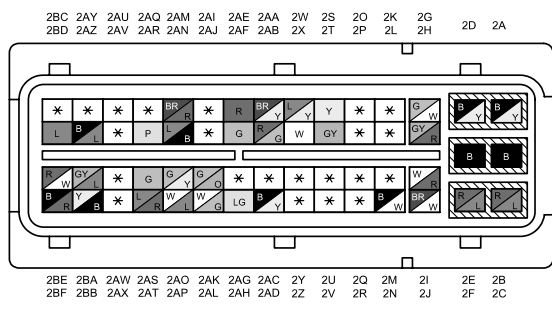 2BC 2AY 2AU 2AQ 2AM 2AI 2AE 2AA 2W 2S 2O 2K 2G
2BD 2AZ 2AV 2AR 2AN 2AJ 2AF 2AB 2X 2T 2P 2L 2H 2D 2A
* * * * BR R * R BR Y L Y Y * * G W B Y B Y
L B L * P L B * G R G W GY * * GY R
B B
R W GY L * G G Y G O * * * * * * W R
B R Y B * L R W L W G LG B Y * * * B W BR W R L R L
2BE 2BA 2AW 2AS 2AO 2AK 2AG 2AC 2Y 2U 2Q 2M 2I 2E 2B
2BF 2BB 2AX 2AT 2AP 2AL 2AH 2AD 2Z 2V 2R 2N 2J 2F 2C